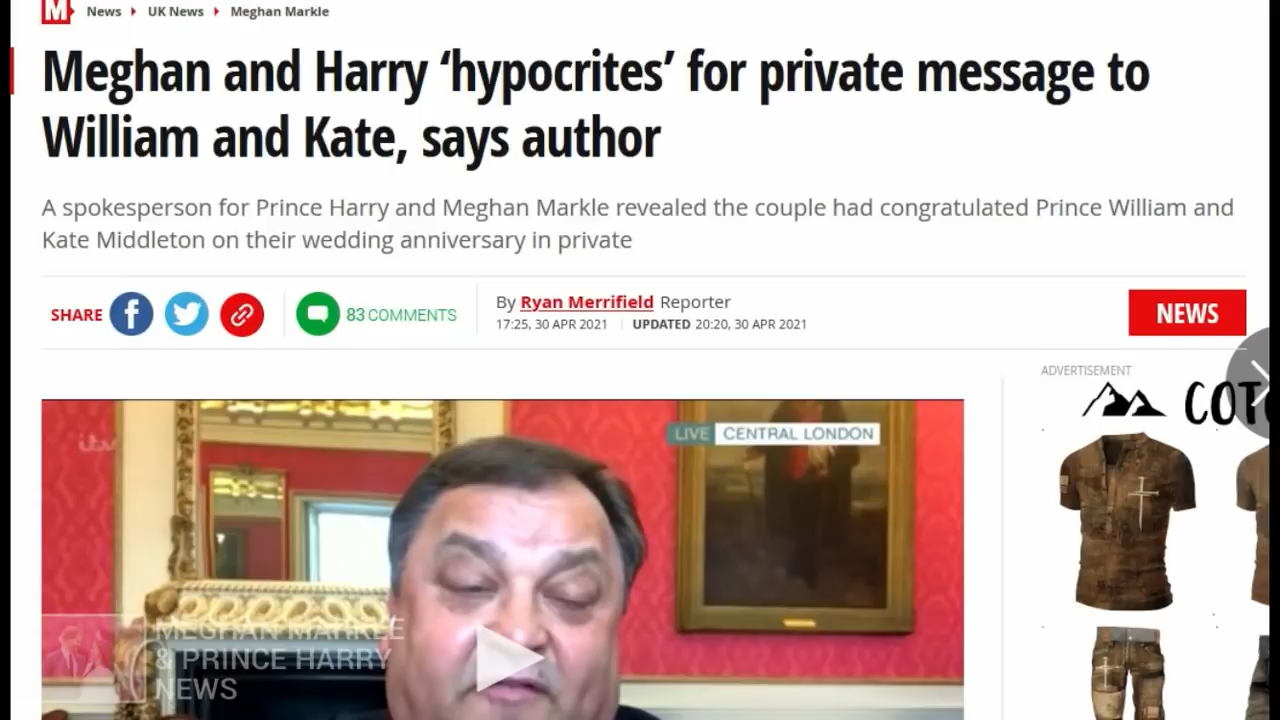 M News UK News Meghan Markle
Meghan and Harry ‘hypocrites’ for private message to
William and Kate, says author
A spokesperson for Prince Harry and Meghan Markle revealed the couple had congratulated Prince William and
Kate Middleton on their wedding anniversary in private
SHARE 83 COMMENTS By Ryan Merrifield Reporter
17:25, 30 APR 2021 UPDATED 20:20, 30 APR 2021
NEWS
ADVERTISEMENT
itv
LIVE CENTRAL LONDON
MEGHAN MARKLE
& PRINCE HARRY
NEWS